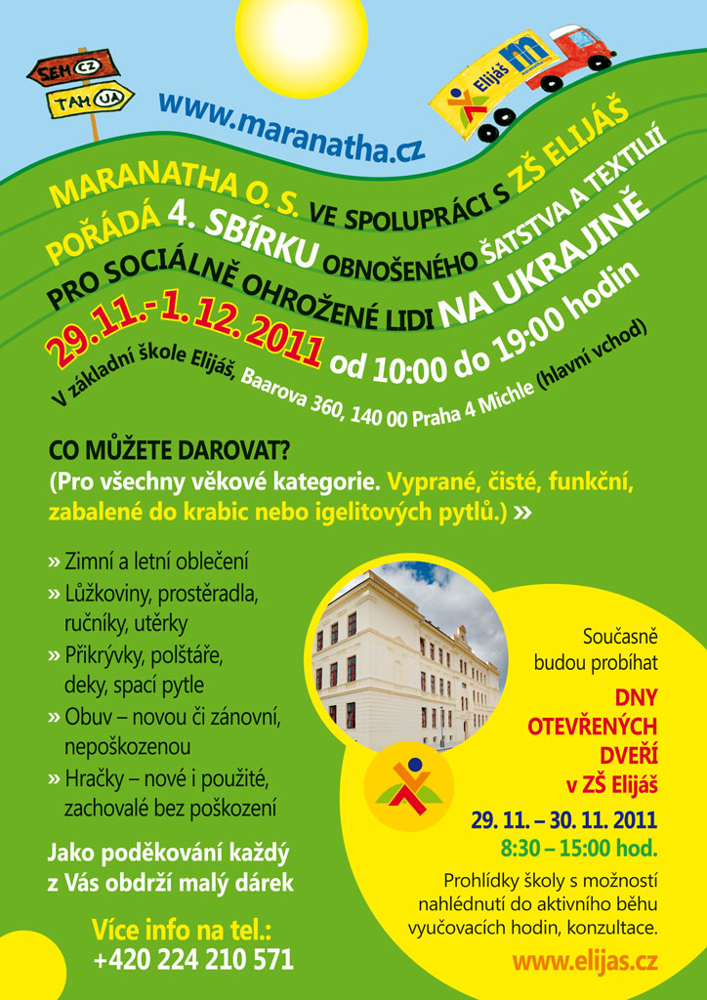 SEM CZ
TAM UA
www.maranatha.cz
Elijáš m
MARANATHA O. S. VE SPOLUPRÁCI S ZŠ ELIJÁŠ
POŘÁDÁ 4. SBÍRKU OBNOŠENÉHO ŠATSTVA A TEXTILIÍ
PRO SOCIÁLNĚ OHROŽENÉ LIDI NA UKRAJINĚ
29.11.-1.12.2011 od 10:00 do 19:00 hodin
V základní škole Elijáš, Baarova 360, 140 00 Praha 4 Michle (hlavní vchod)
CO MŮŽETE DAROVAT?
(Pro všechny věkové kategorie. Vyprané, čisté, funkční,
zabalené do krabic nebo igelitových pytlů.) »
» Zimní a letní oblečení
» Lůžkoviny, prostěradla,
ručníky, utěrky
» Přikrývky, polštáře,
deky, spací pytle
» Obuv – novou či zánovní,
nepoškozenou
» Hračky – nové i použité,
zachovalé bez poškození
Jako poděkování každý
z Vás obdrží malý dárek
Více info na tel.:
+420 224 210 571
Současně
budou probíhat
DNY
OTEVŘENÝCH
DVEŘÍ
v ZŠ Elijáš
29. 11. – 30. 11. 2011
8:30 – 15:00 hod.
Prohlídky školy s možností
nahlédnutí do aktivního běhu
vyučovacích hodin, konzultace.
www.elijas.cz